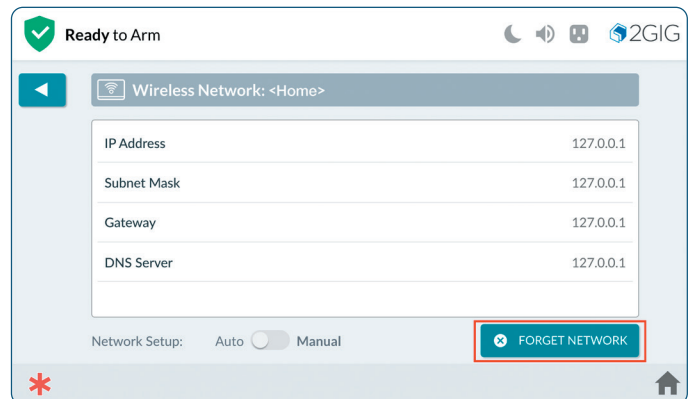 Ready to Arm
2GIG
Wireless Network: <Home>
IP Address 127.0.0.1
Subnet Mask 127.0.0.1
Gateway 127.0.0.1
DNS Server 127.0.0.1
Network Setup: Auto Manual FORGET NETWORK